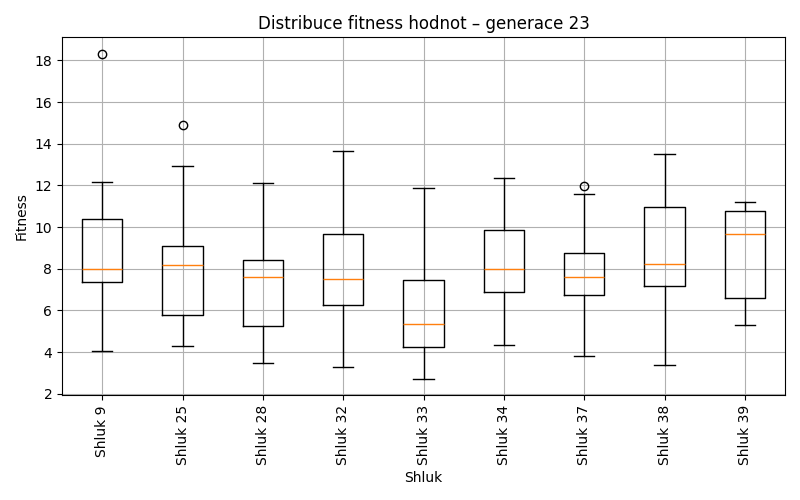 Distribuce fitness hodnot – generace 23
Fitness
18
16
14
12
10
8
6
4
2
Shluk 9
Shluk 25
Shluk 28
Shluk 32
Shluk 33
Shluk 34
Shluk 37
Shluk 38
Shluk 39
Shluk